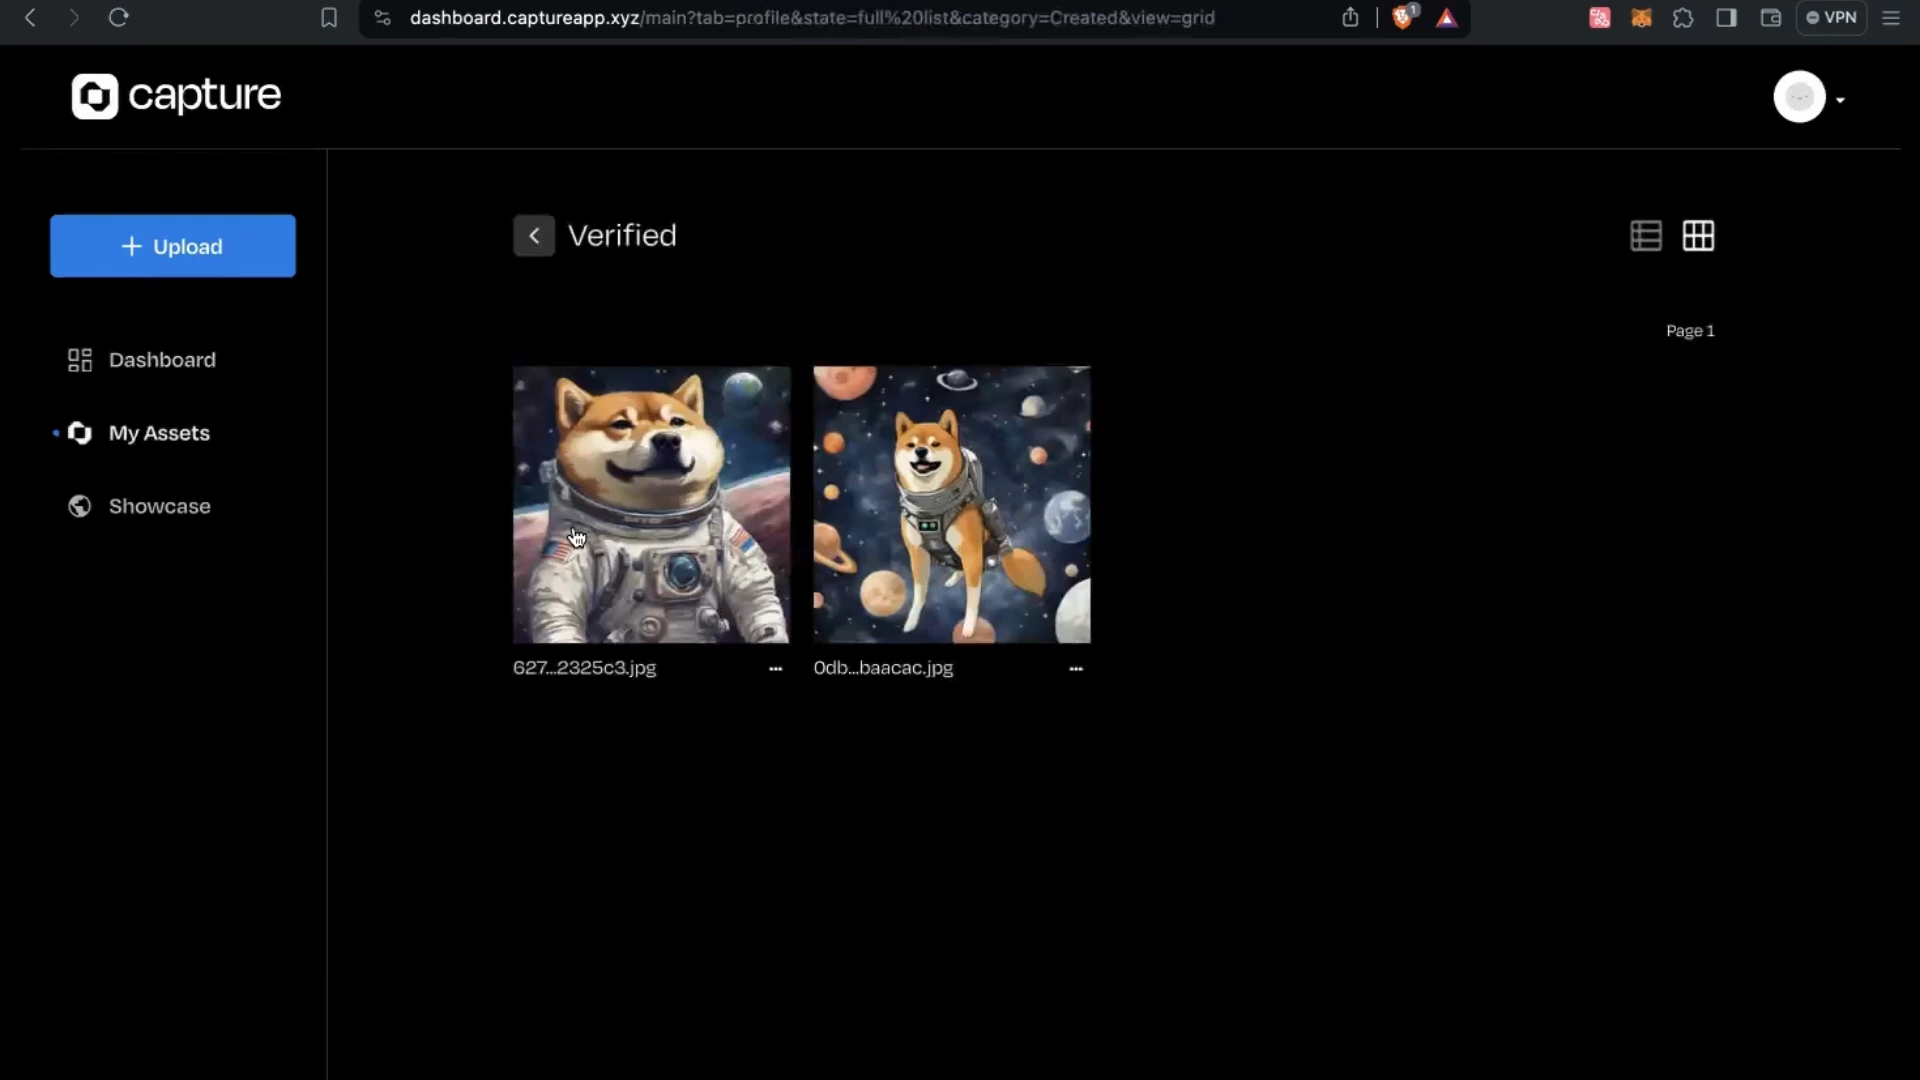 dashboard.captureapp.xyz/main?tab=profile&state=full%20list&category=Created&view=grid
1
VPN
capture
+ Upload
Verified
Page 1
Dashboard
My Assets
Showcase
627...2325c3.jpg
0db...baacac.jpg